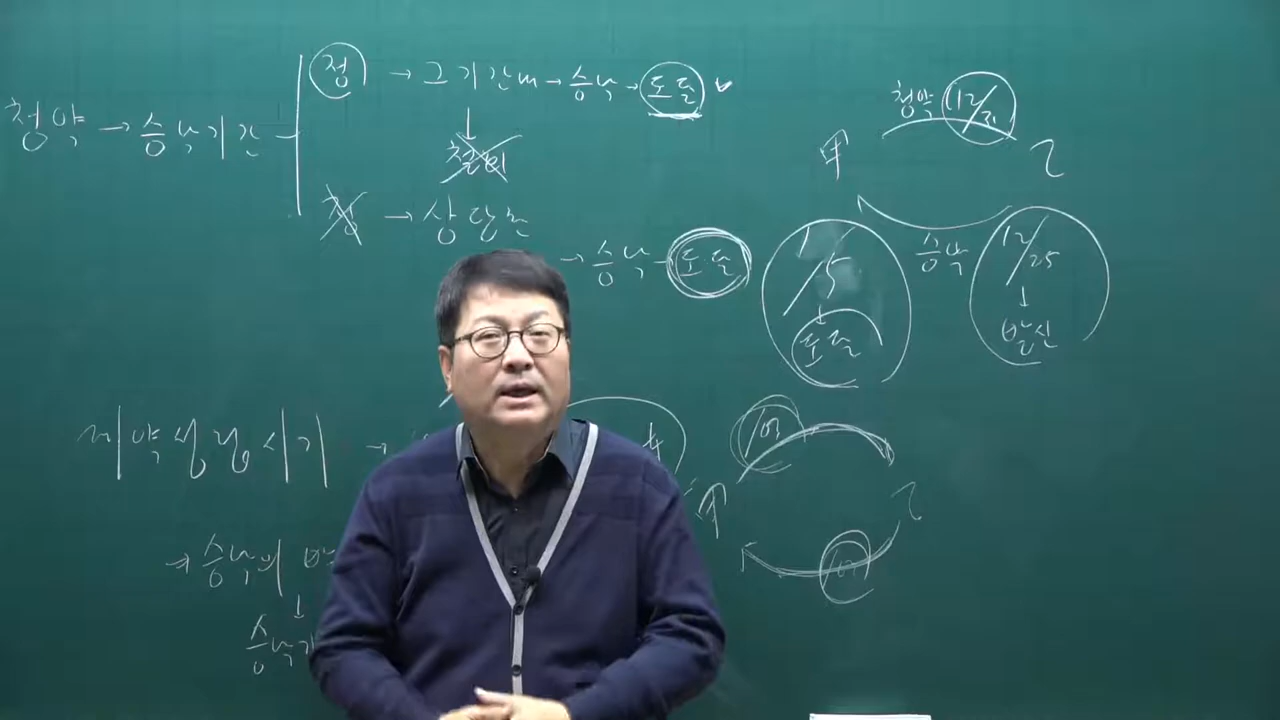 청약 → 승낙기간
정 → 그 기간내 → 승낙 → 도달 ✓
↓
철회
정 → 상당한
→ 승낙 → 도달
청약 12/21
甲 乙
승낙
1/5
↓
도달
12/25
↓
발신
계약성립시기 →
→ 승낙의
↓
승낙기
甲 乙